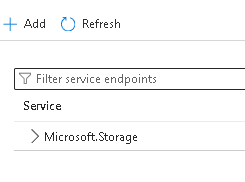 Add Refresh
Filter service endpoints
Service
Microsoft.Storage